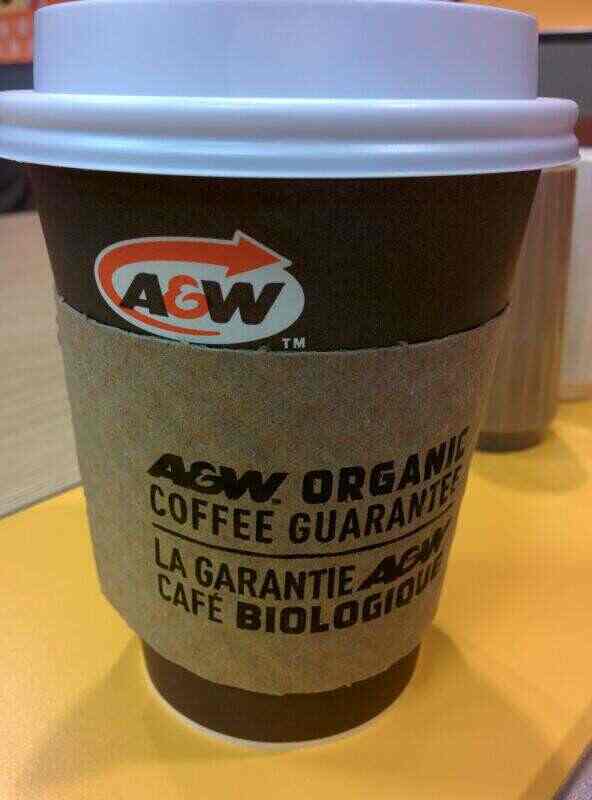 A&W
TM
A&W ORGANIC
COFFEE GUARANTEE
LA GARANTIE A&W
CAFÉ BIOLOGIQUE